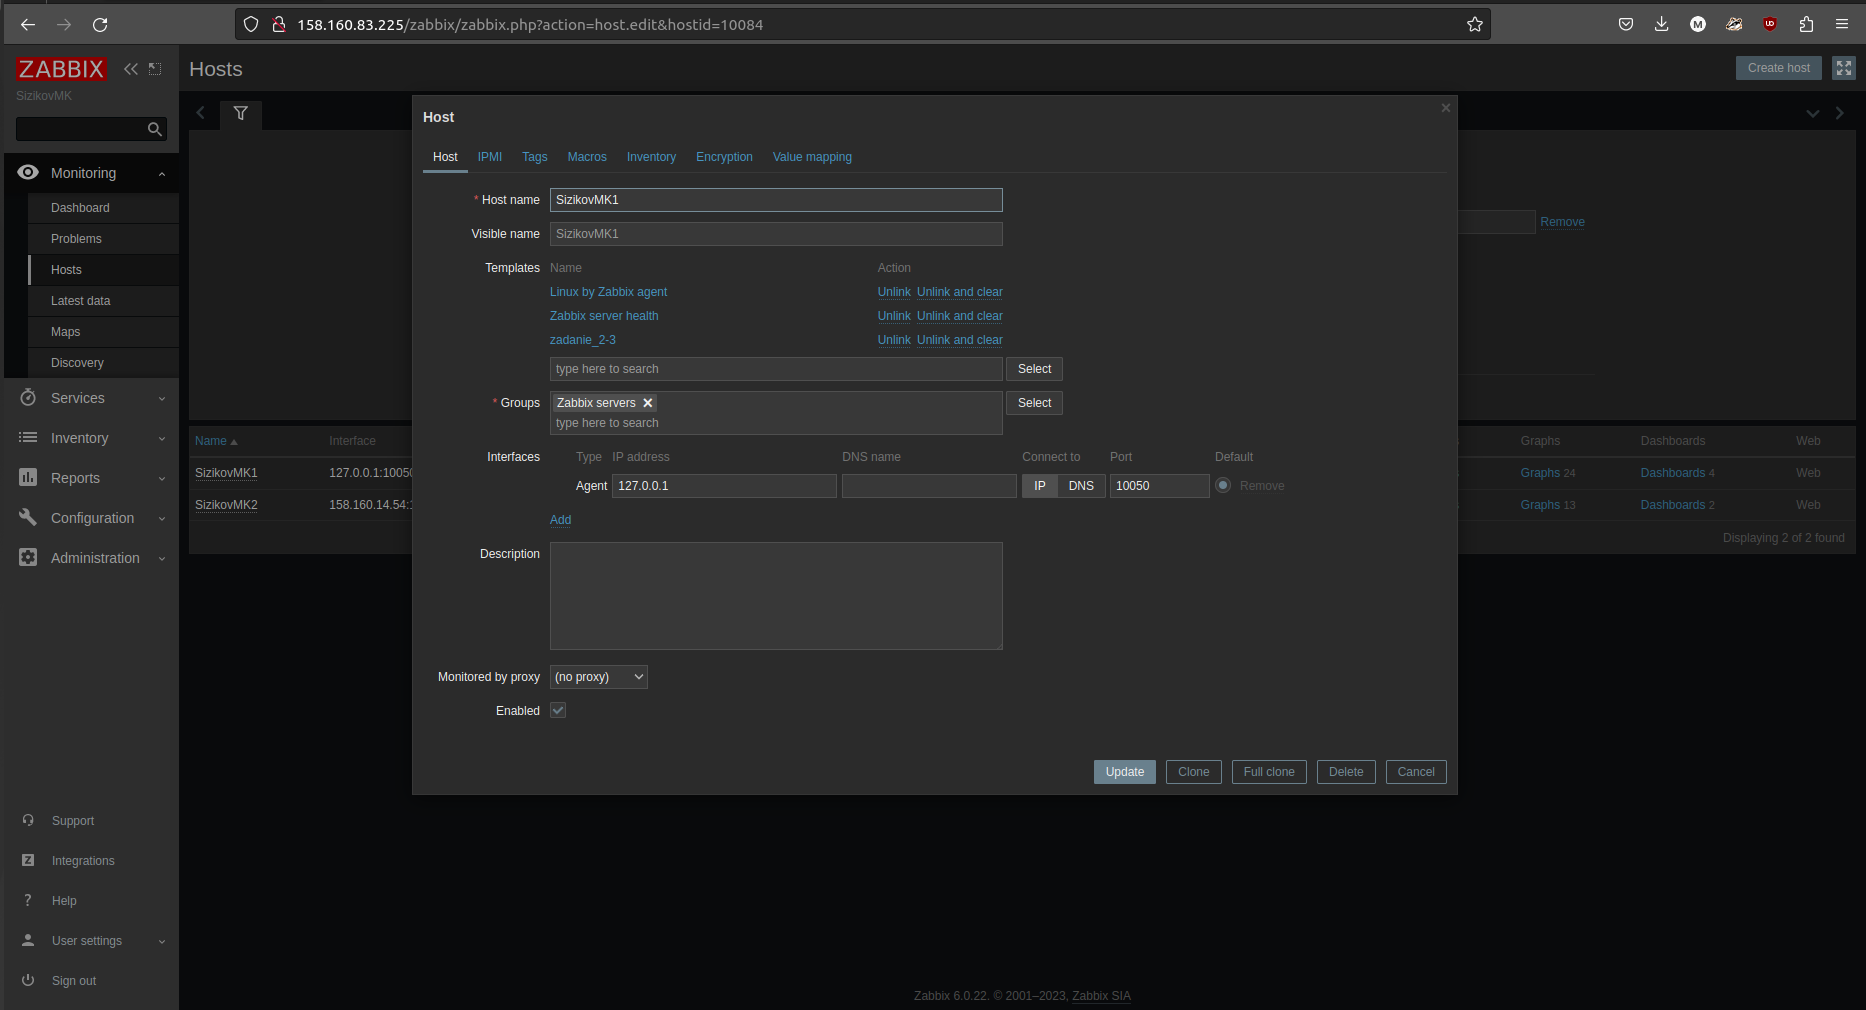 158.160.83.225/zabbix/zabbix.php?action=host.edit&hostid=10084
ZABBIX
SizikovMK
Hosts
Create host
Monitoring
Dashboard
Problems
Hosts
Latest data
Maps
Discovery
Services
Inventory
Reports
Configuration
Administration
Support
Integrations
Help
User settings
Sign out
Host
Host IPMI Tags Macros Inventory Encryption Value mapping
* Host name SizikovMK1
Visible name SizikovMK1
Templates Name Action
Linux by Zabbix agent Unlink Unlink and clear
Zabbix server health Unlink Unlink and clear
zadanie_2-3 Unlink Unlink and clear
type here to search Select
* Groups Zabbix servers Select
type here to search
Interfaces Type IP address DNS name Connect to Port Default
Agent 127.0.0.1 IP DNS 10050 Remove
Add
Description
Monitored by proxy (no proxy)
Enabled
Update Clone Full clone Delete Cancel
Remove
Name Interface Graphs Dashboards Web
SizikovMK1 127.0.0.1:10050 Graphs 24 Dashboards 4 Web
SizikovMK2 158.160.14.54: Graphs 13 Dashboards 2 Web
Displaying 2 of 2 found
Zabbix 6.0.22. © 2001–2023, Zabbix SIA